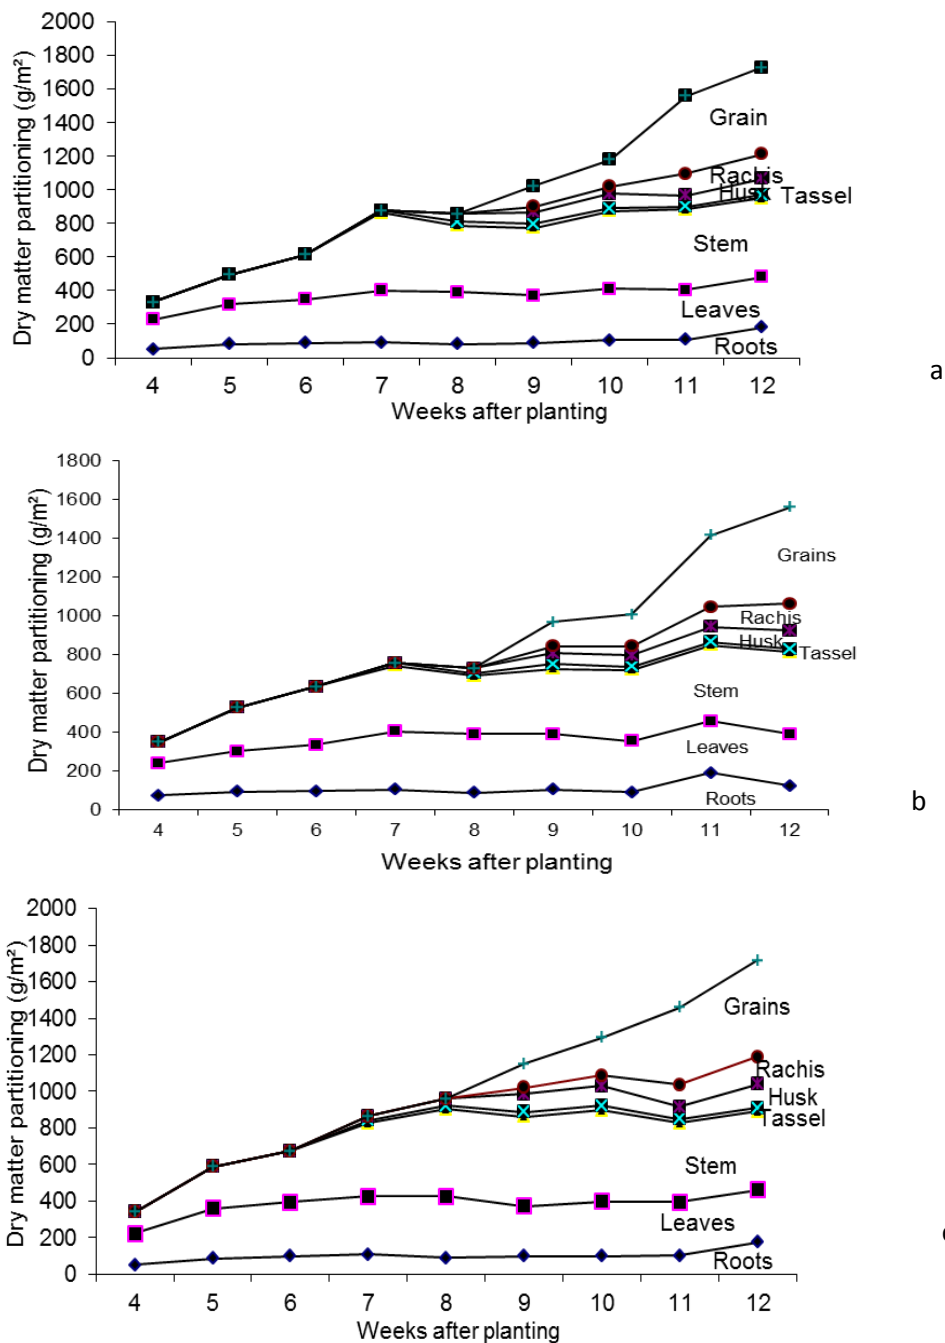 Dry matter partitioning (g/m²)
2000
1800
1600
1400
1200
1000
800
600
400
200
0
Grain
Rachis
Husk
Tassel
Stem
Leaves
Roots
4 5 6 7 8 9 10 11 12
Weeks after planting
a
Dry matter partitioning (g/m²)
1800
1600
1400
1200
1000
800
600
400
200
0
Grains
Rachis
Husk
Tassel
Stem
Leaves
Roots
4 5 6 7 8 9 10 11 12
Weeks after planting
b
Dry matter partitioning (g/m²)
2000
1800
1600
1400
1200
1000
800
600
400
200
0
Grains
Rachis
Husk
Tassel
Stem
Leaves
Roots
4 5 6 7 8 9 10 11 12
Weeks after planting